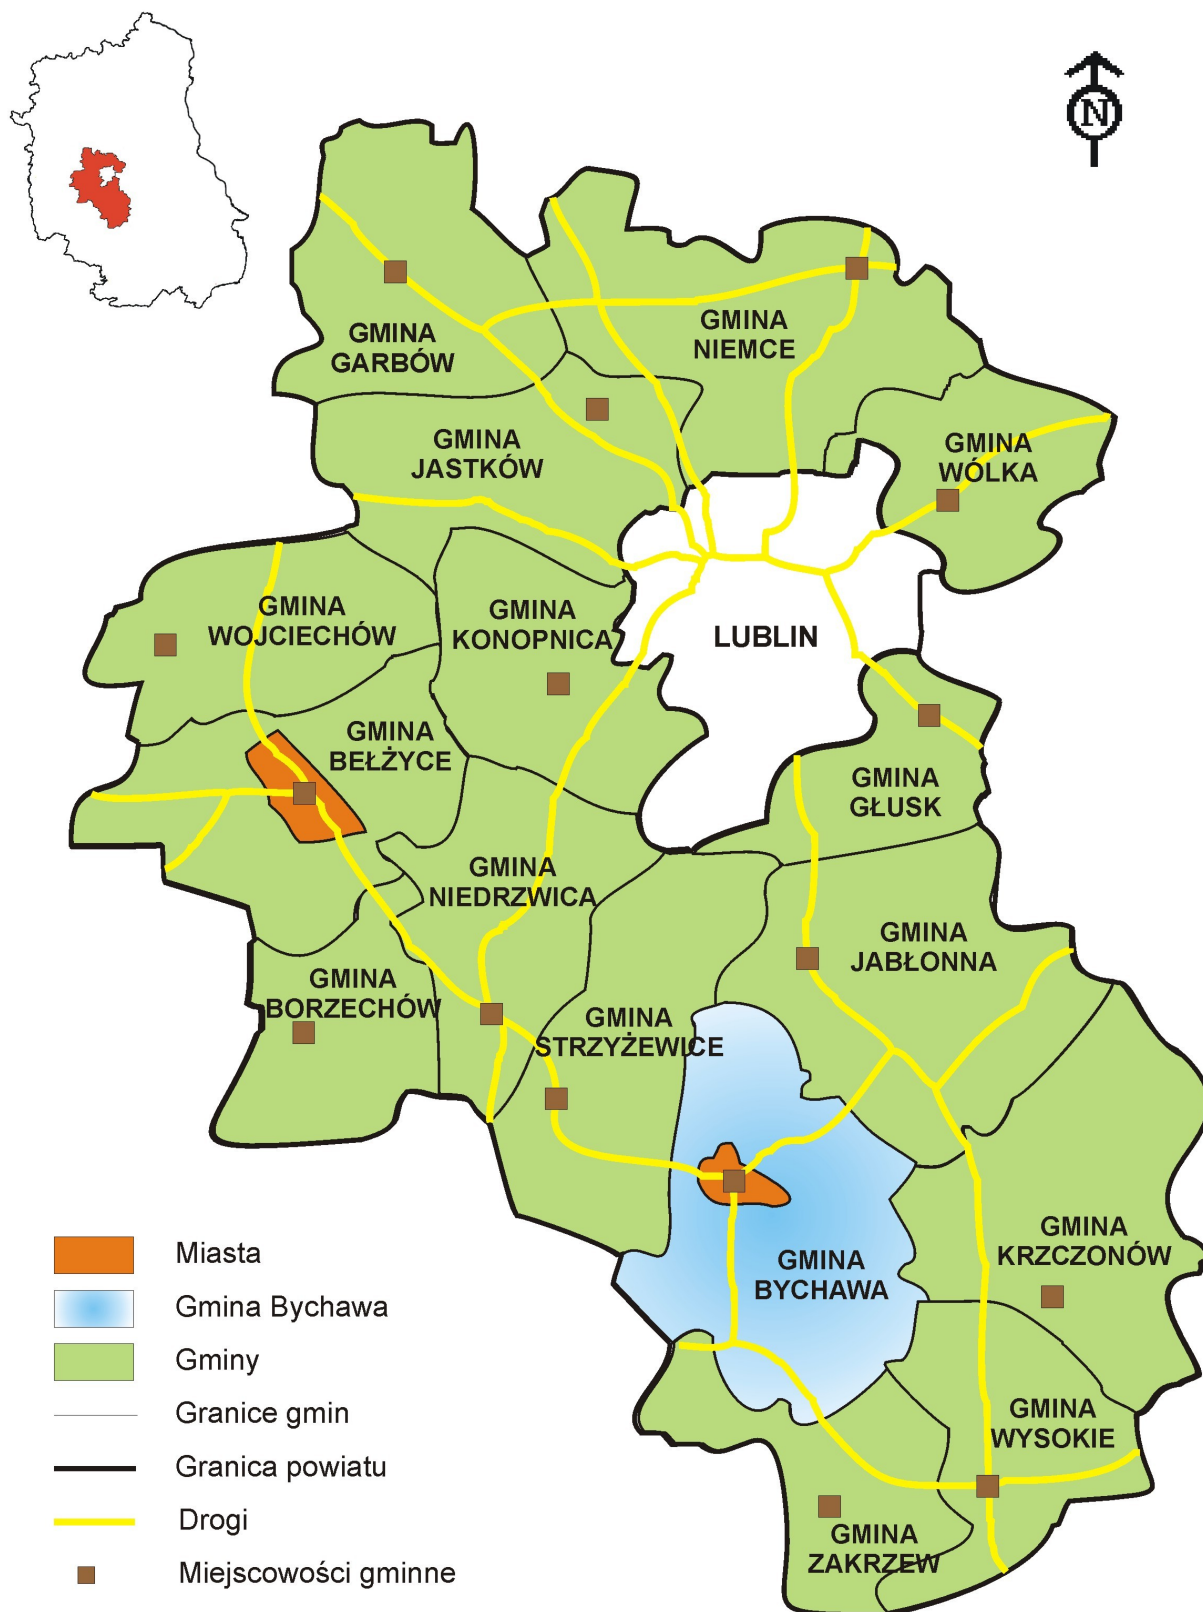 N
GMINA
GARBÓW
GMINA
NIEMCE
GMINA
JASTKÓW
GMINA
WÓLKA
GMINA
WOJCIECHÓW
GMINA
KONOPNICA
LUBLIN
GMINA
BEŁŻYCE
GMINA
GŁUSK
GMINA
NIEDRZWICA
GMINA
JABŁONNA
GMINA
BORZECHÓW
GMINA
STRZYŻEWICE
GMINA
KRZCZONÓW
GMINA
BYCHAWA
GMINA
WYSOKIE
GMINA
ZAKRZEW
Miasta
Gmina Bychawa
Gminy
Granice gmin
Granica powiatu
Drogi
Miejscowości gminne